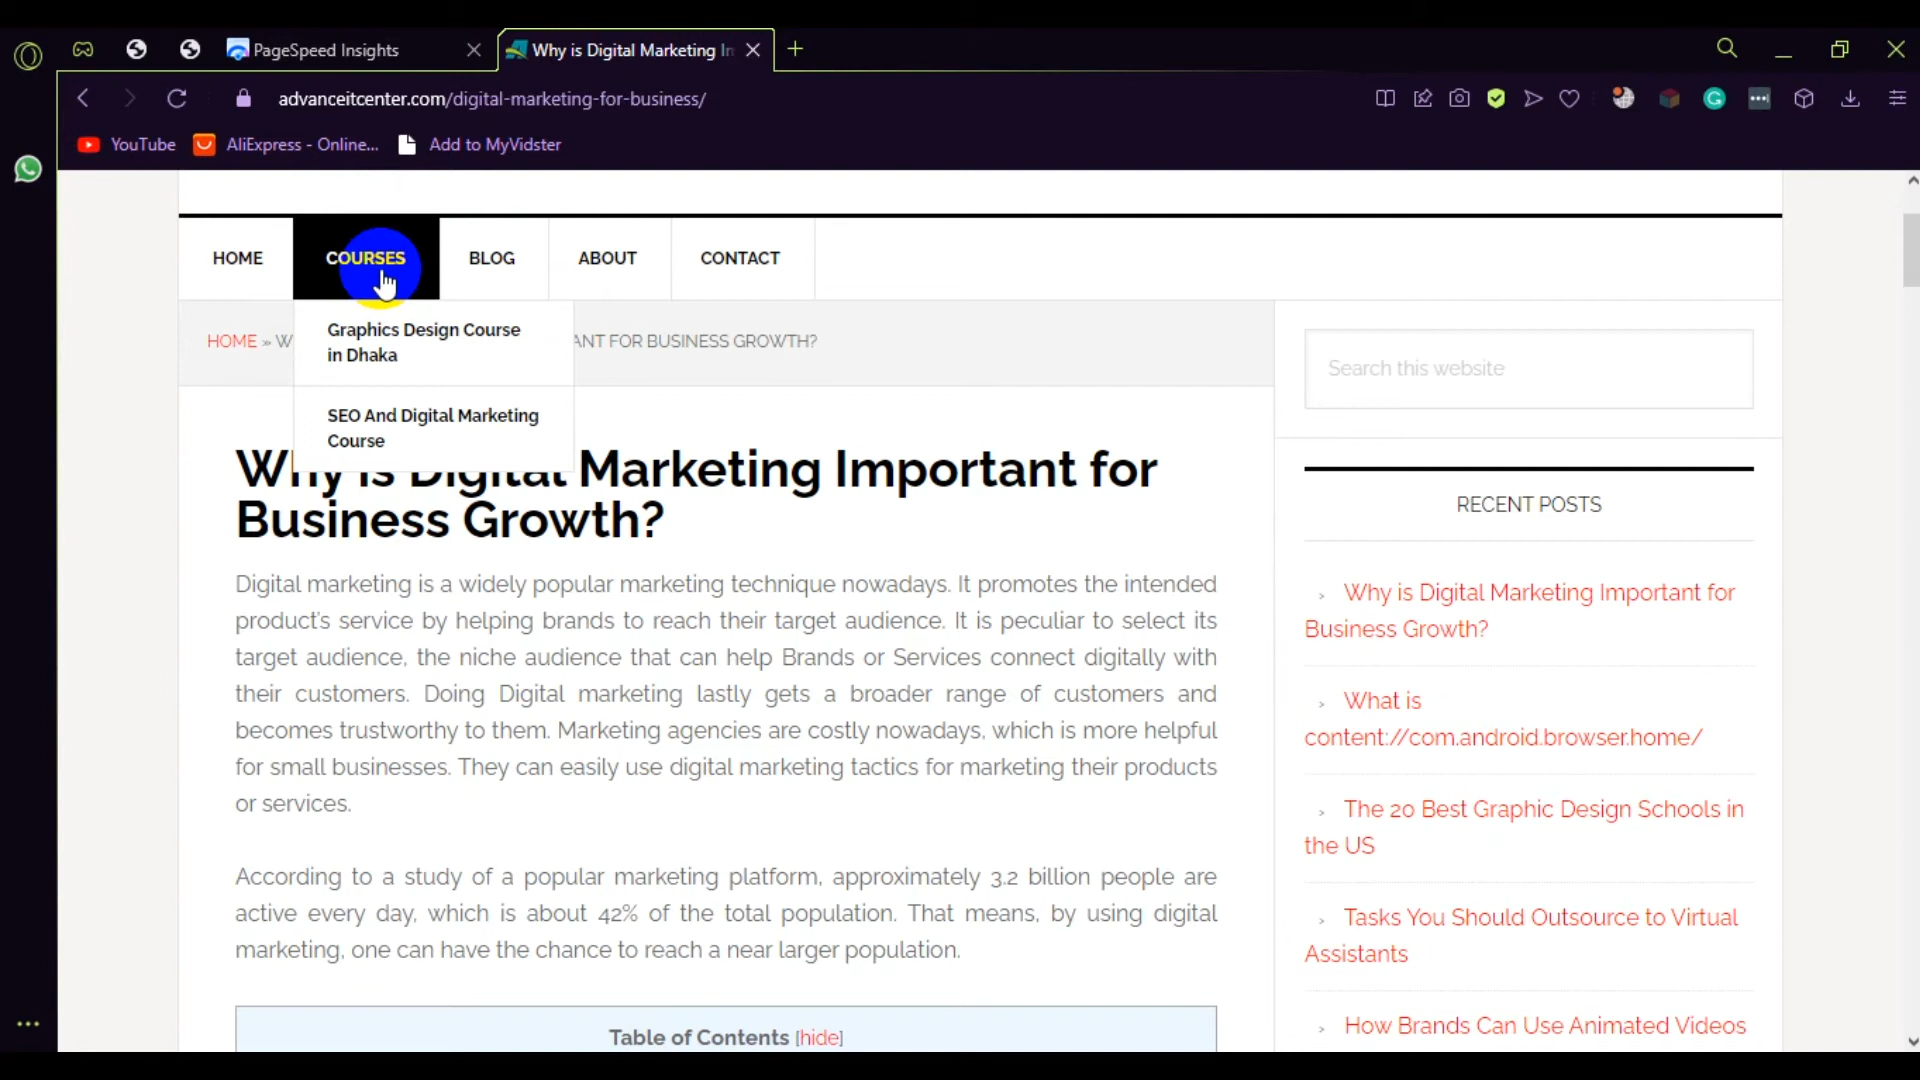 PageSpeed Insights
Why is Digital Marketing In
advanceitcenter.com/digital-marketing-for-business/
YouTube
AliExpress - Online...
Add to MyVidster
HOME
COURSES
BLOG
ABOUT
CONTACT
Graphics Design Course
in Dhaka
SEO And Digital Marketing
Course
HOME » W
ANT FOR BUSINESS GROWTH?
Why is Digital Marketing Important for
Business Growth?
Digital marketing is a widely popular marketing technique nowadays. It promotes the intended
product's service by helping brands to reach their target audience. It is peculiar to select its
target audience, the niche audience that can help Brands or Services connect digitally with
their customers. Doing Digital marketing lastly gets a broader range of customers and
becomes trustworthy to them. Marketing agencies are costly nowadays, which is more helpful
for small businesses. They can easily use digital marketing tactics for marketing their products
or services.
According to a study of a popular marketing platform, approximately 3.2 billion people are
active every day, which is about 42% of the total population. That means, by using digital
marketing, one can have the chance to reach a near larger population.
Table of Contents [hide]
Search this website
RECENT POSTS
Why is Digital Marketing Important for
Business Growth?
What is
content://com.android.browser.home/
The 20 Best Graphic Design Schools in
the US
Tasks You Should Outsource to Virtual
Assistants
How Brands Can Use Animated Videos